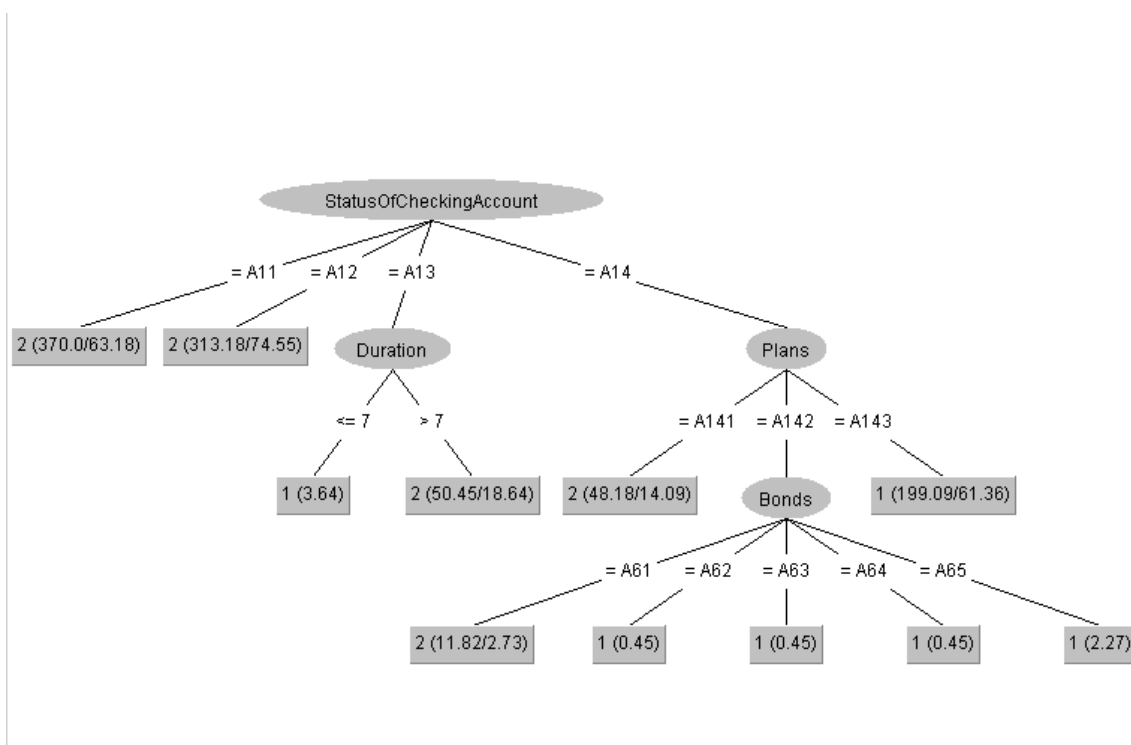 StatusOfCheckingAccount
= A11 = A12 = A13 = A14
2 (370.0/63.18) 2 (313.18/74.55) Duration Plans
<= 7 > 7 = A141 = A142 = A143
1 (3.64) 2 (50.45/18.64) 2 (48.18/14.09) Bonds 1 (199.09/61.36)
= A61 = A62 = A63 = A64 = A65
2 (11.82/2.73) 1 (0.45) 1 (0.45) 1 (0.45) 1 (2.27)